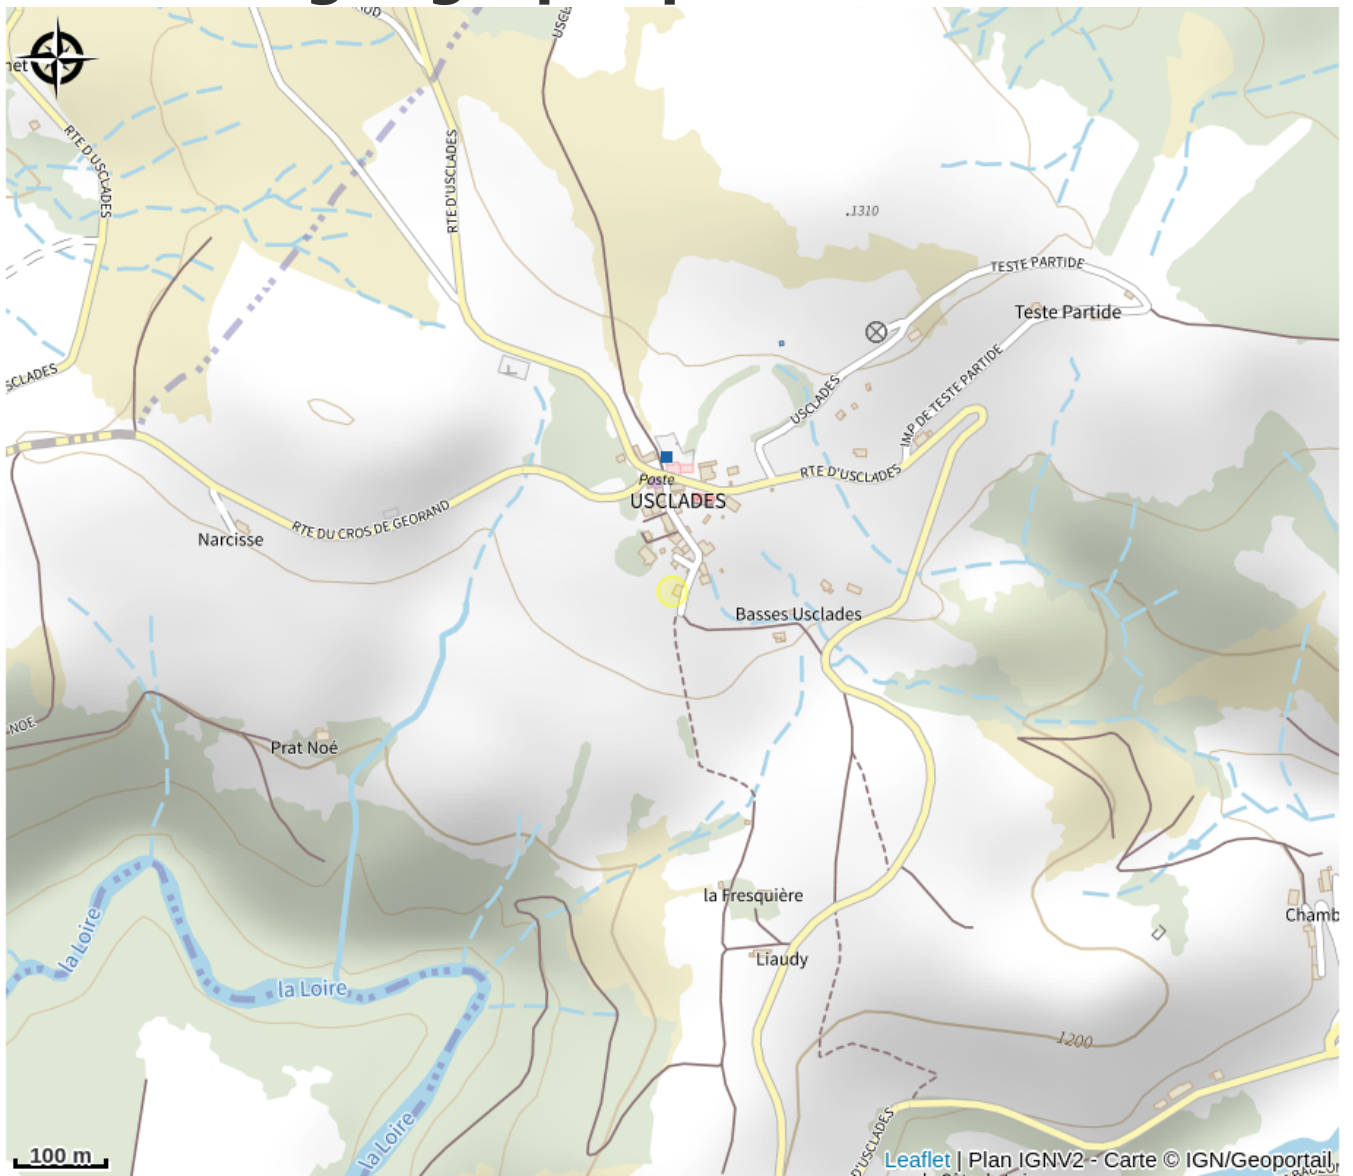 RTE D'USCLADES
RTE D'USCLADES
.1310
TESTE PARTIDE
Teste Partide
USCLADES
IMP DE TESTE PARTIDE
RTE D'USCLADES
Poste
USCLADES
RTE DU CROS DE GEORAND
Narcisse
Basses Usclades
NOE
Prat Noé
la Fresquière
Liaudy
la Loire
la Loire
la Loire
1200
D'USCLADES
100 m
Leaflet | Plan IGNV2 - Carte © IGN/Geoportail